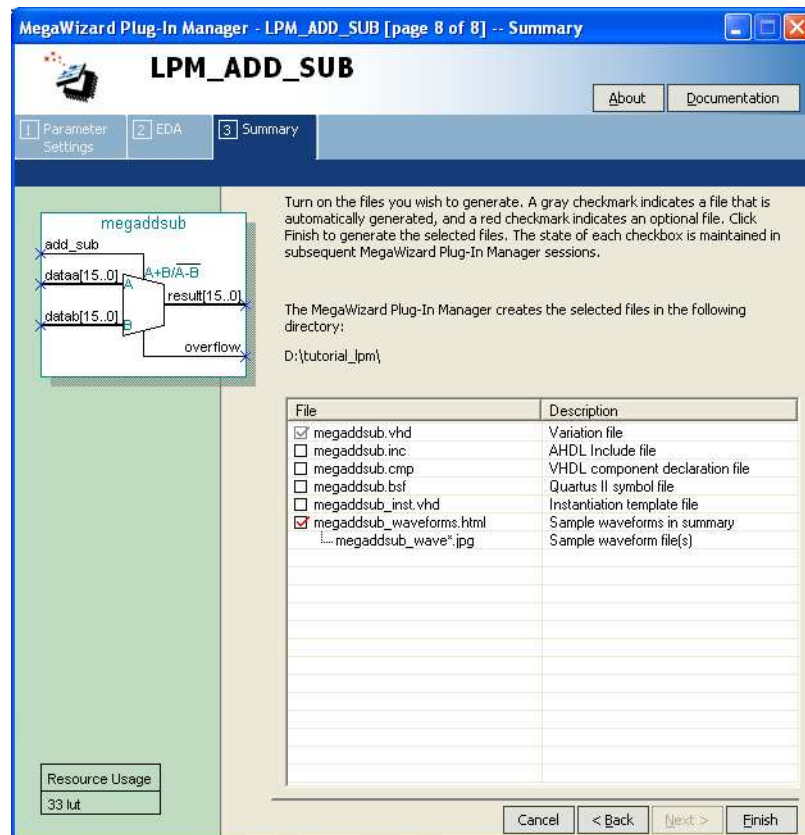 MegaWizard Plug-In Manager - LPM_ADD_SUB [page 8 of 8] -- Summary
LPM_ADD_SUB
About
Documentation
1 Parameter Settings
2 EDA
3 Summary
megaddsub
add_sub
A+B/A-B
dataa[15..0]
A
result[15..0]
datab[15..0]
B
overflow
Turn on the files you wish to generate. A gray checkmark indicates a file that is
automatically generated, and a red checkmark indicates an optional file. Click
Finish to generate the selected files. The state of each checkbox is maintained in
subsequent MegaWizard Plug-In Manager sessions.
The MegaWizard Plug-In Manager creates the selected files in the following
directory:
D:\tutorial_lpm\
File Description
megaddsub.vhd Variation file
megaddsub.inc AHDL Include file
megaddsub.cmp VHDL component declaration file
megaddsub.bsf Quartus II symbol file
megaddsub_inst.vhd Instantiation template file
megaddsub_waveforms.html Sample waveforms in summary
megaddsub_wave*.jpg Sample waveform file(s)
Resource Usage
33 lut
Cancel
< Back
Next >
Finish